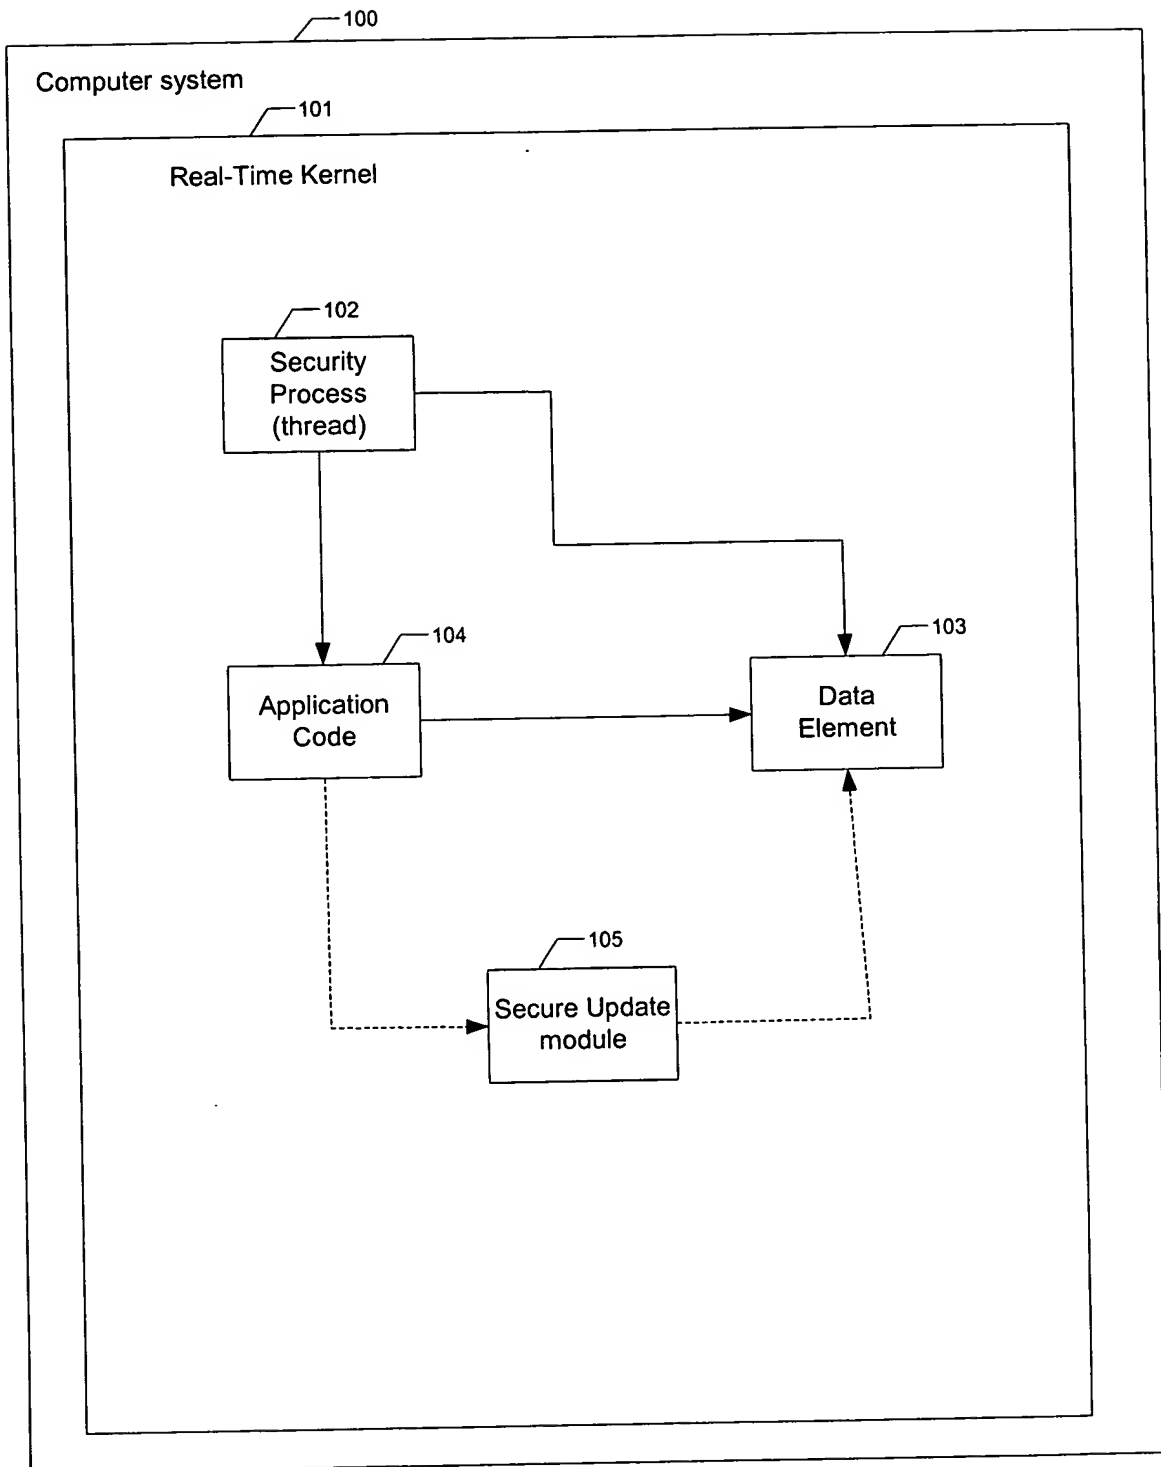 100
Computer system
101
Real-Time Kernel
102
Security
Process
(thread)
104
Application
Code
103
Data
Element
105
Secure Update
module